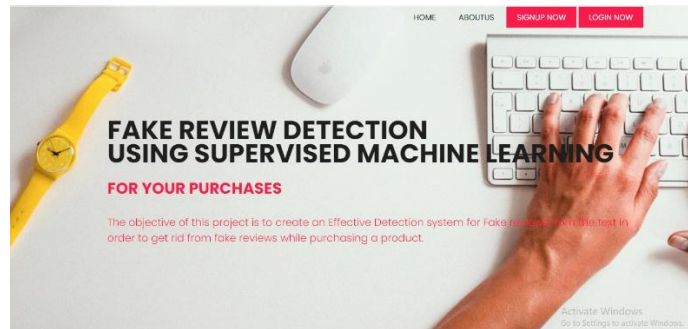 HOME ABOUTUS SIGNUP NOW LOGIN NOW
FAKE REVIEW DETECTION
USING SUPERVISED MACHINE LEARNING
FOR YOUR PURCHASES
The objective of this project is to create an Effective Detection system for Fake reviews from the text in
order to get rid from fake reviews while purchasing a product.
Activate Windows
Go to Settings to activate Windows.